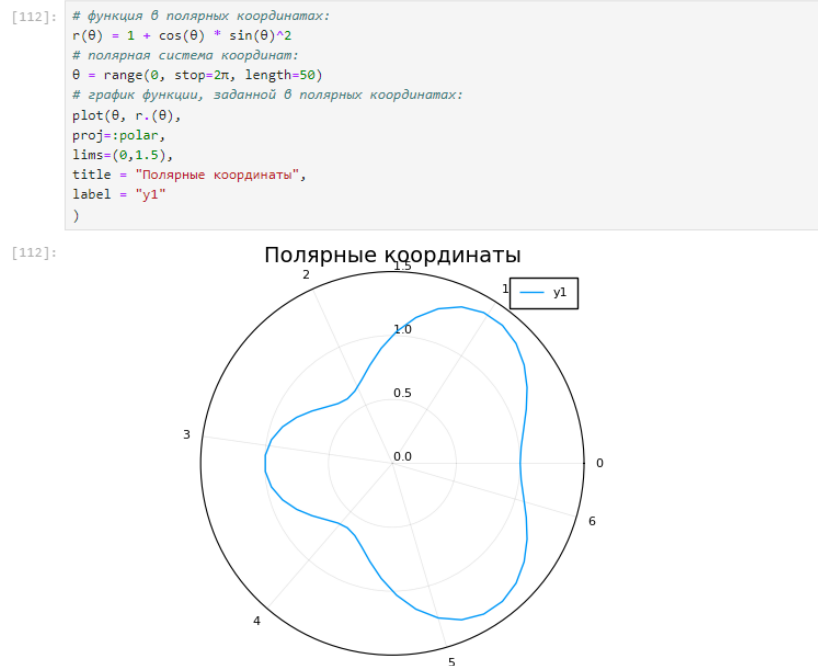 [112]: # функция в полярных координатах:
r(θ) = 1 + cos(θ) * sin(θ)^2
# полярная система координат:
θ = range(0, stop=2π, length=50)
# график функции, заданной в полярных координатах:
plot(θ, r.(θ),
proj=:polar,
lims=(0,1.5),
title = "Полярные координаты",
label = "y1"
)
[112]:
Полярные координаты
1.5
2
1
y1
1.0
0.5
3
0.0
0
6
4
5